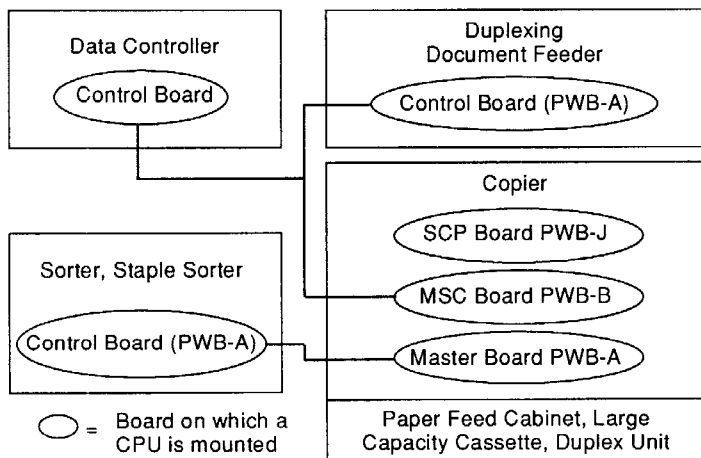 Data Controller
Control Board
Duplexing
Document Feeder
Control Board (PWB-A)
Copier
SCP Board PWB-J
MSC Board PWB-B
Master Board PWB-A
Sorter, Staple Sorter
Control Board (PWB-A)
= Board on which a
CPU is mounted
Paper Feed Cabinet, Large
Capacity Cassette, Duplex Unit